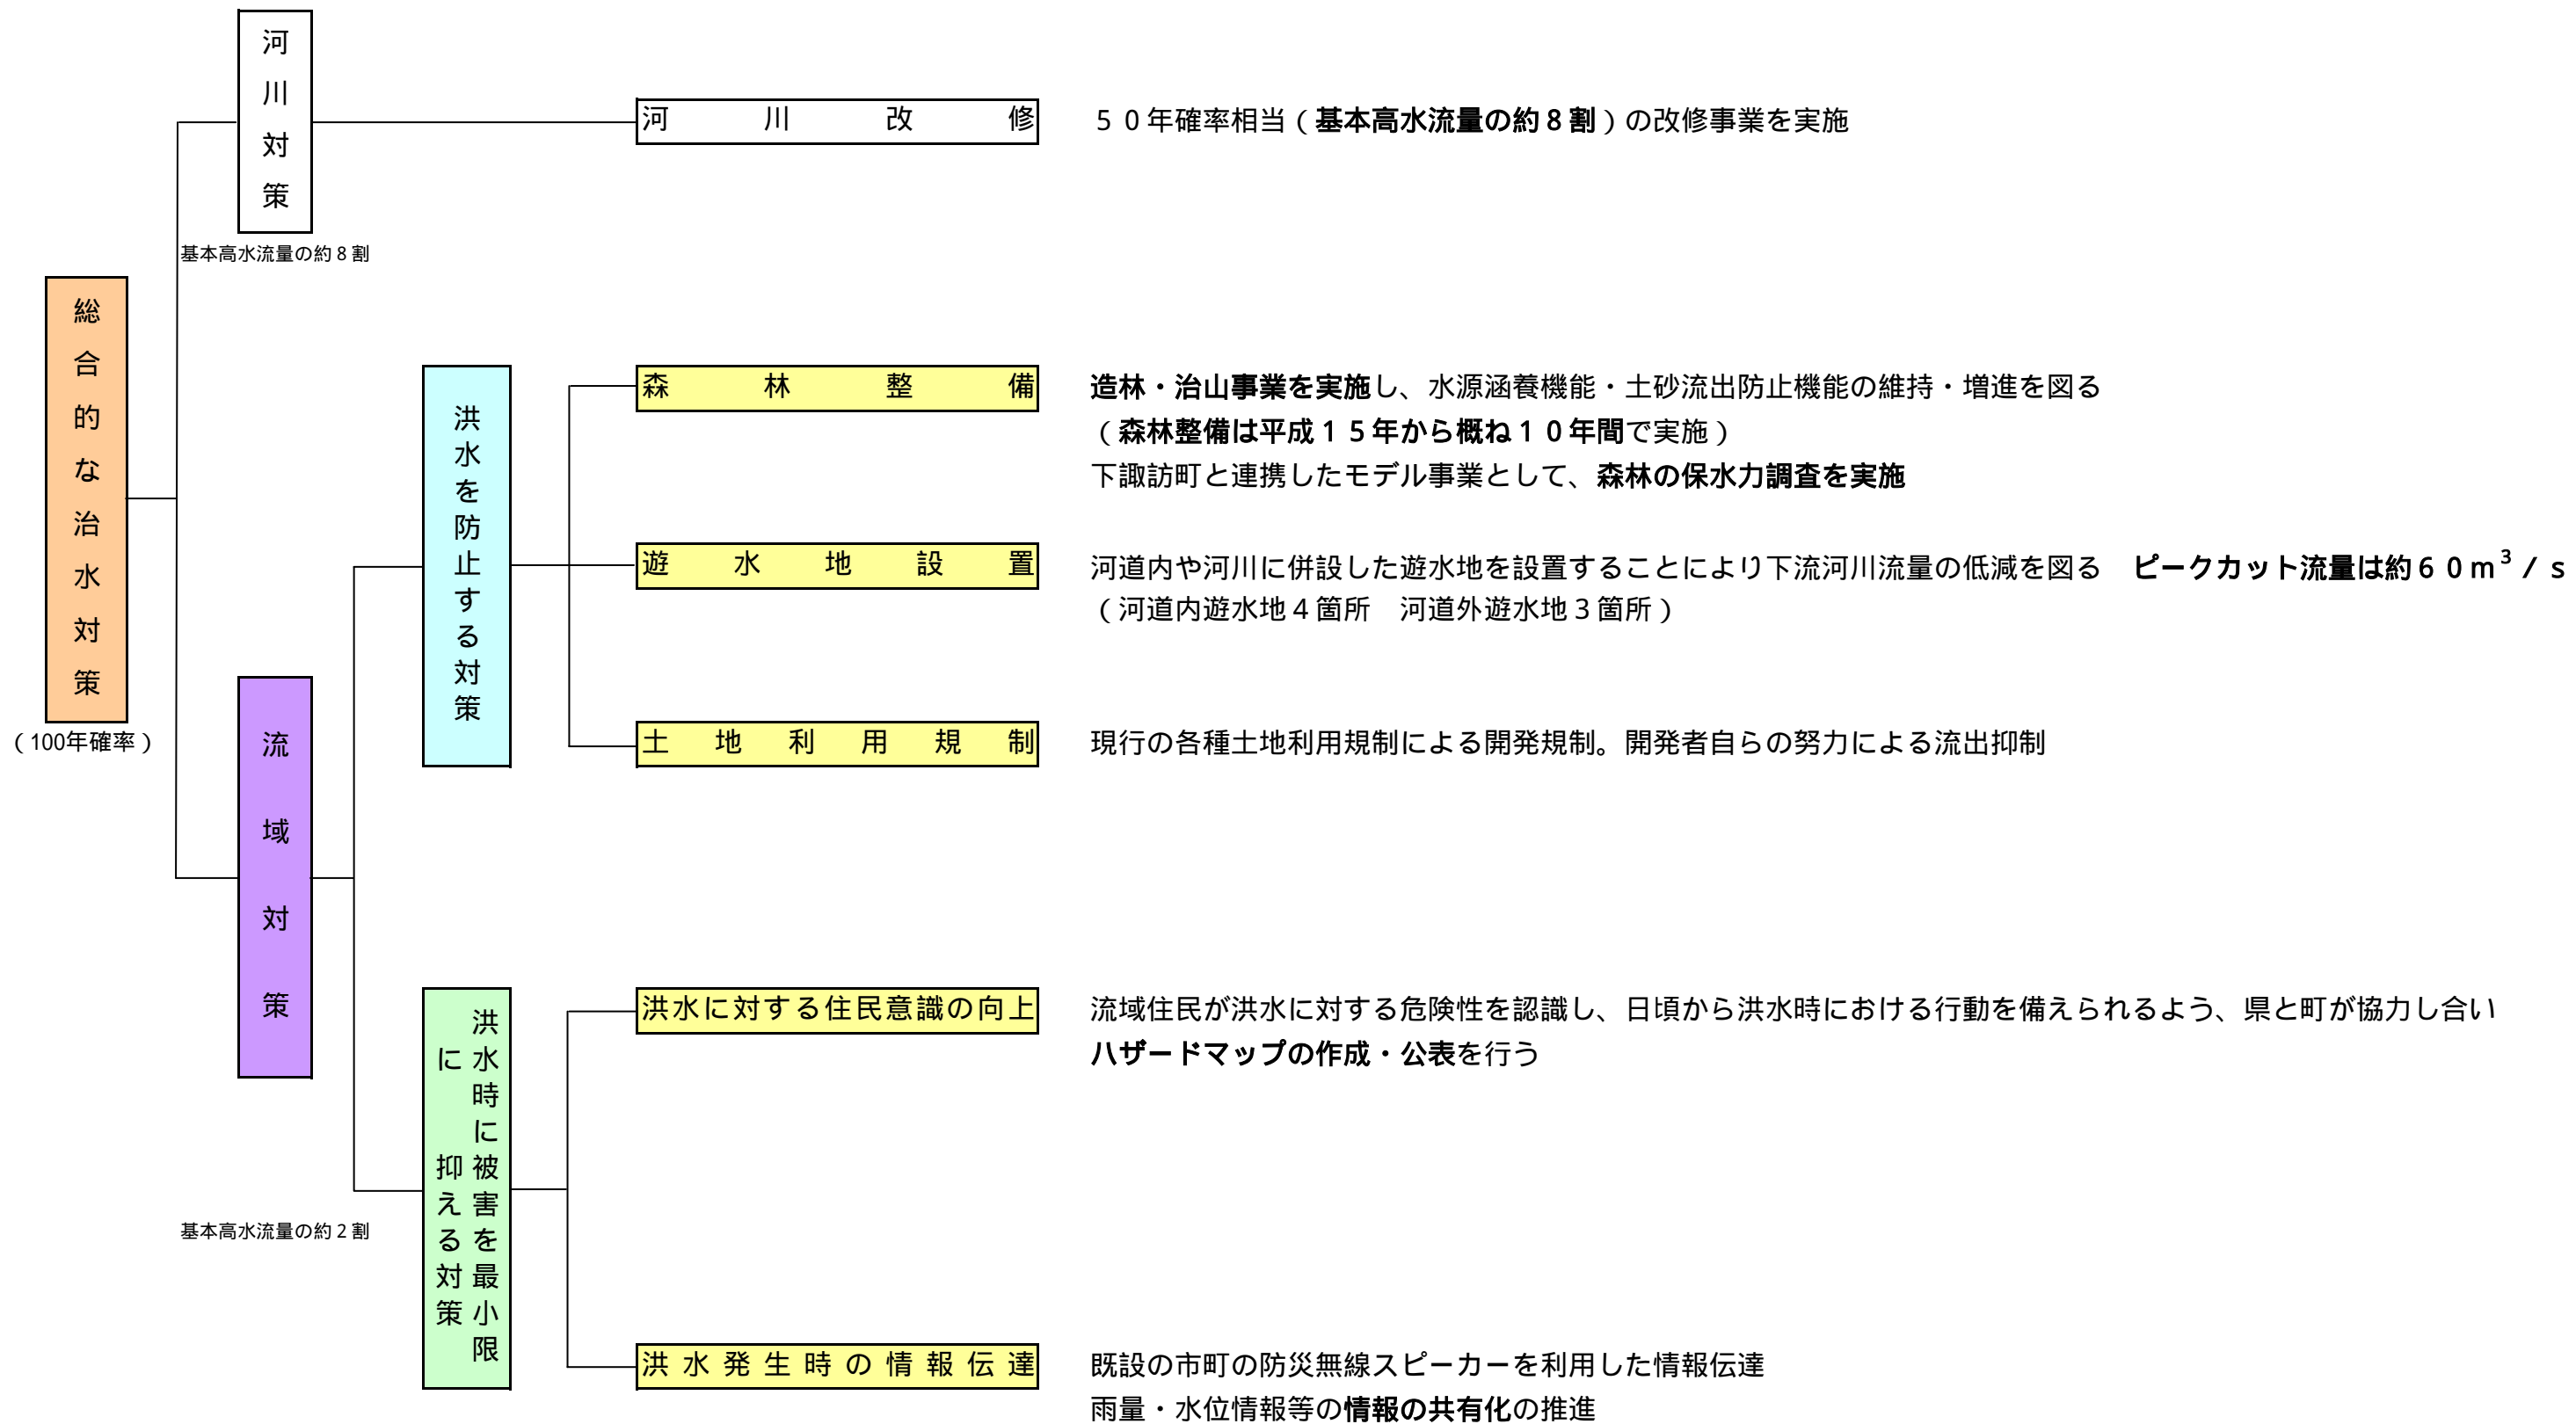 総合的な治水対策
（100年確率）
河川対策
基本高水流量の約８割
河川改修
５０年確率相当（基本高水流量の約８割）の改修事業を実施
流域対策
基本高水流量の約２割
洪水を防止する対策
森林整備
造林・治山事業を実施し、水源涵養機能・土砂流出防止機能の維持・増進を図る
（森林整備は平成１５年から概ね１０年間で実施）
下諏訪町と連携したモデル事業として、森林の保水力調査を実施
遊水地設置
河道内や河川に併設した遊水地を設置することにより下流河川流量の低減を図る　ピークカット流量は約６０ｍ³／ｓ
（河道内遊水地４箇所　河道外遊水地３箇所）
土地利用規制
現行の各種土地利用規制による開発規制。開発者自らの努力による流出抑制
洪水時に被害を最小限
に　抑える対策
洪水に対する住民意識の向上
流域住民が洪水に対する危険性を認識し、日頃から洪水時における行動を備えられるよう、県と町が協力し合い
ハザードマップの作成・公表を行う
洪水発生時の情報伝達
既設の市町の防災無線スピーカーを利用した情報伝達
雨量・水位情報等の情報の共有化の推進